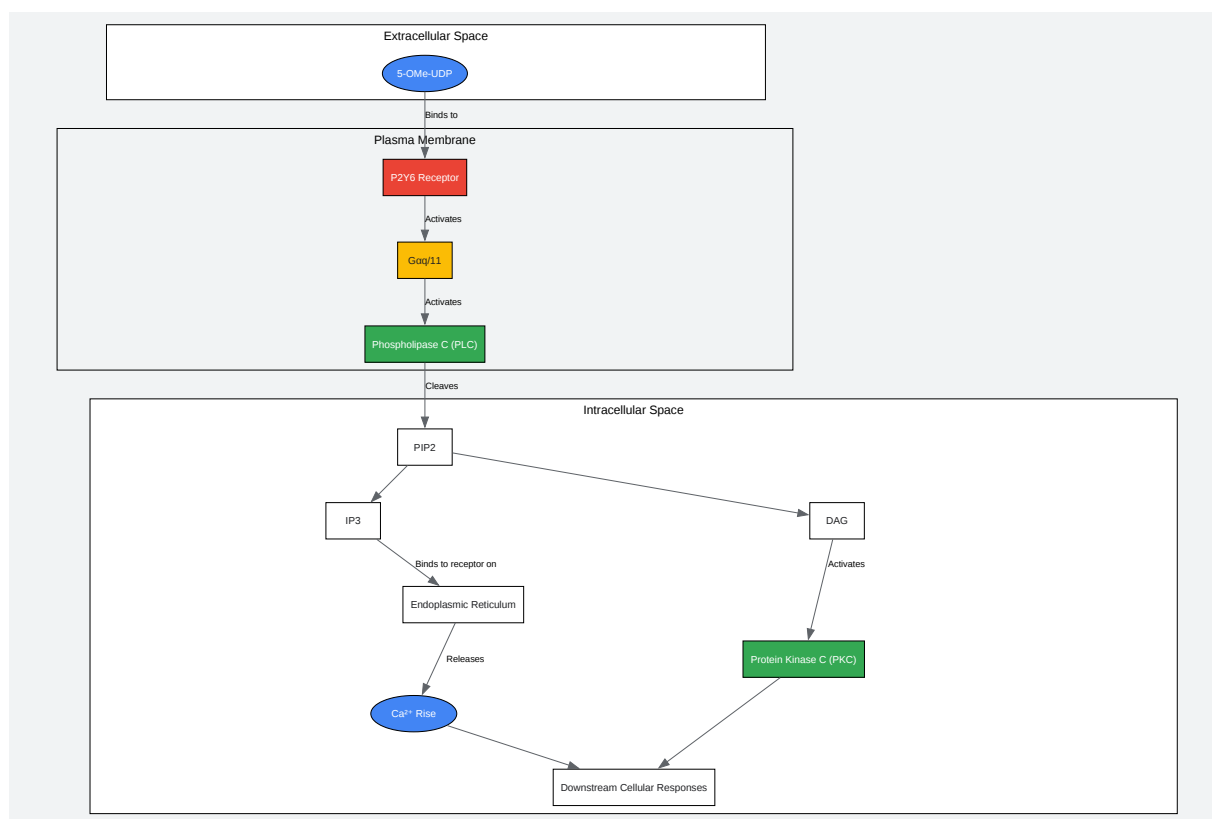 Extracellular Space
5-OMe-UDP
Binds to
Plasma Membrane
P2Y6 Receptor
Activates
Gαq/11
Activates
Phospholipase C (PLC)
Cleaves
Intracellular Space
PIP2
IP3
DAG
Binds to receptor on
Activates
Endoplasmic Reticulum
Releases
Protein Kinase C (PKC)
Ca²⁺ Rise
Downstream Cellular Responses